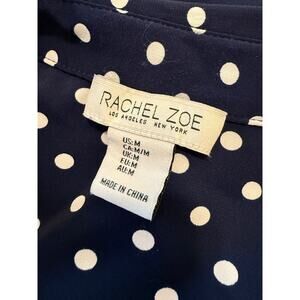 RACHEL ZOE
LOS ANGELES NEW YORK
US:M
CA:M/M
UK:M
EU:M
AU:M
MADE IN CHINA